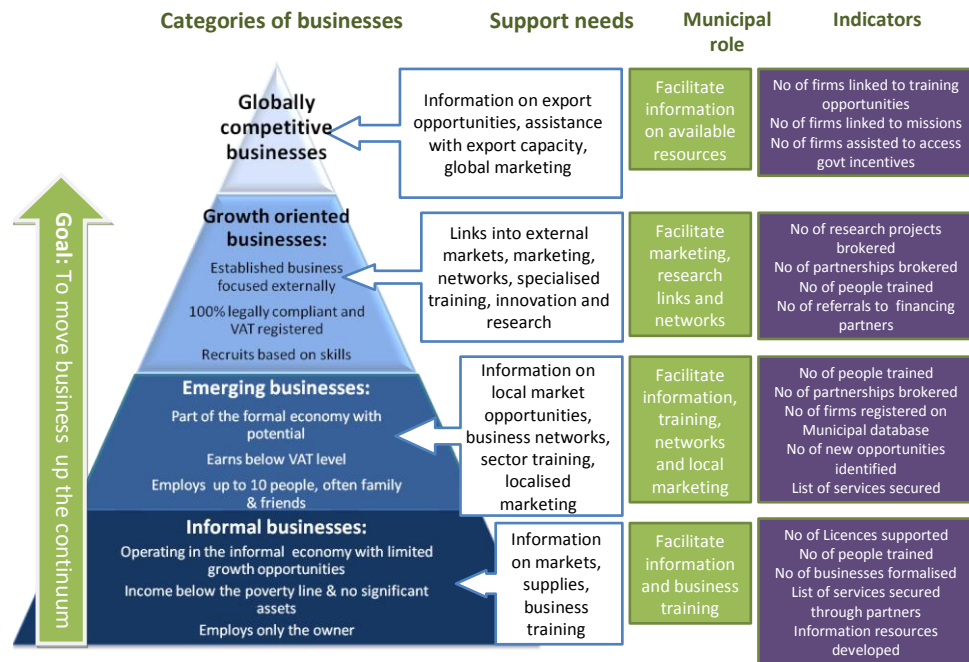 Categories of businesses
Support needs
Municipal
role
Indicators
Goal: To move business up the continuum
Globally
competitive
businesses
Information on export
opportunities, assistance
with export capacity,
global marketing
Facilitate
information
on available
resources
No of firms linked to training
opportunities
No of firms linked to missions
No of firms assisted to access
govt incentives
Growth oriented
businesses:
Established business
focused externally
100% legally compliant and
VAT registered
Recruits based on skills
Links into external
markets, marketing,
networks, specialised
training, innovation and
research
Facilitate
marketing,
research
links and
networks
No of research projects
brokered
No of partnerships brokered
No of people trained
No of referrals to financing
partners
Emerging businesses:
Part of the formal economy with
potential
Earns below VAT level
Employs up to 10 people, often family
& friends
Information on
local market
opportunities,
business networks,
sector training,
localised
marketing
Facilitate
information,
training,
networks
and local
marketing
No of people trained
No of partnerships brokered
No of firms registered on
Municipal database
No of new opportunities
identified
List of services secured
Informal businesses:
Operating in the informal economy with limited
growth opportunities
Income below the poverty line & no significant
assets
Employs only the owner
Information
on markets,
supplies,
business
training
Facilitate
information
and business
training
No of Licences supported
No of people trained
No of businesses formalised
List of services secured
through partners
Information resources
developed